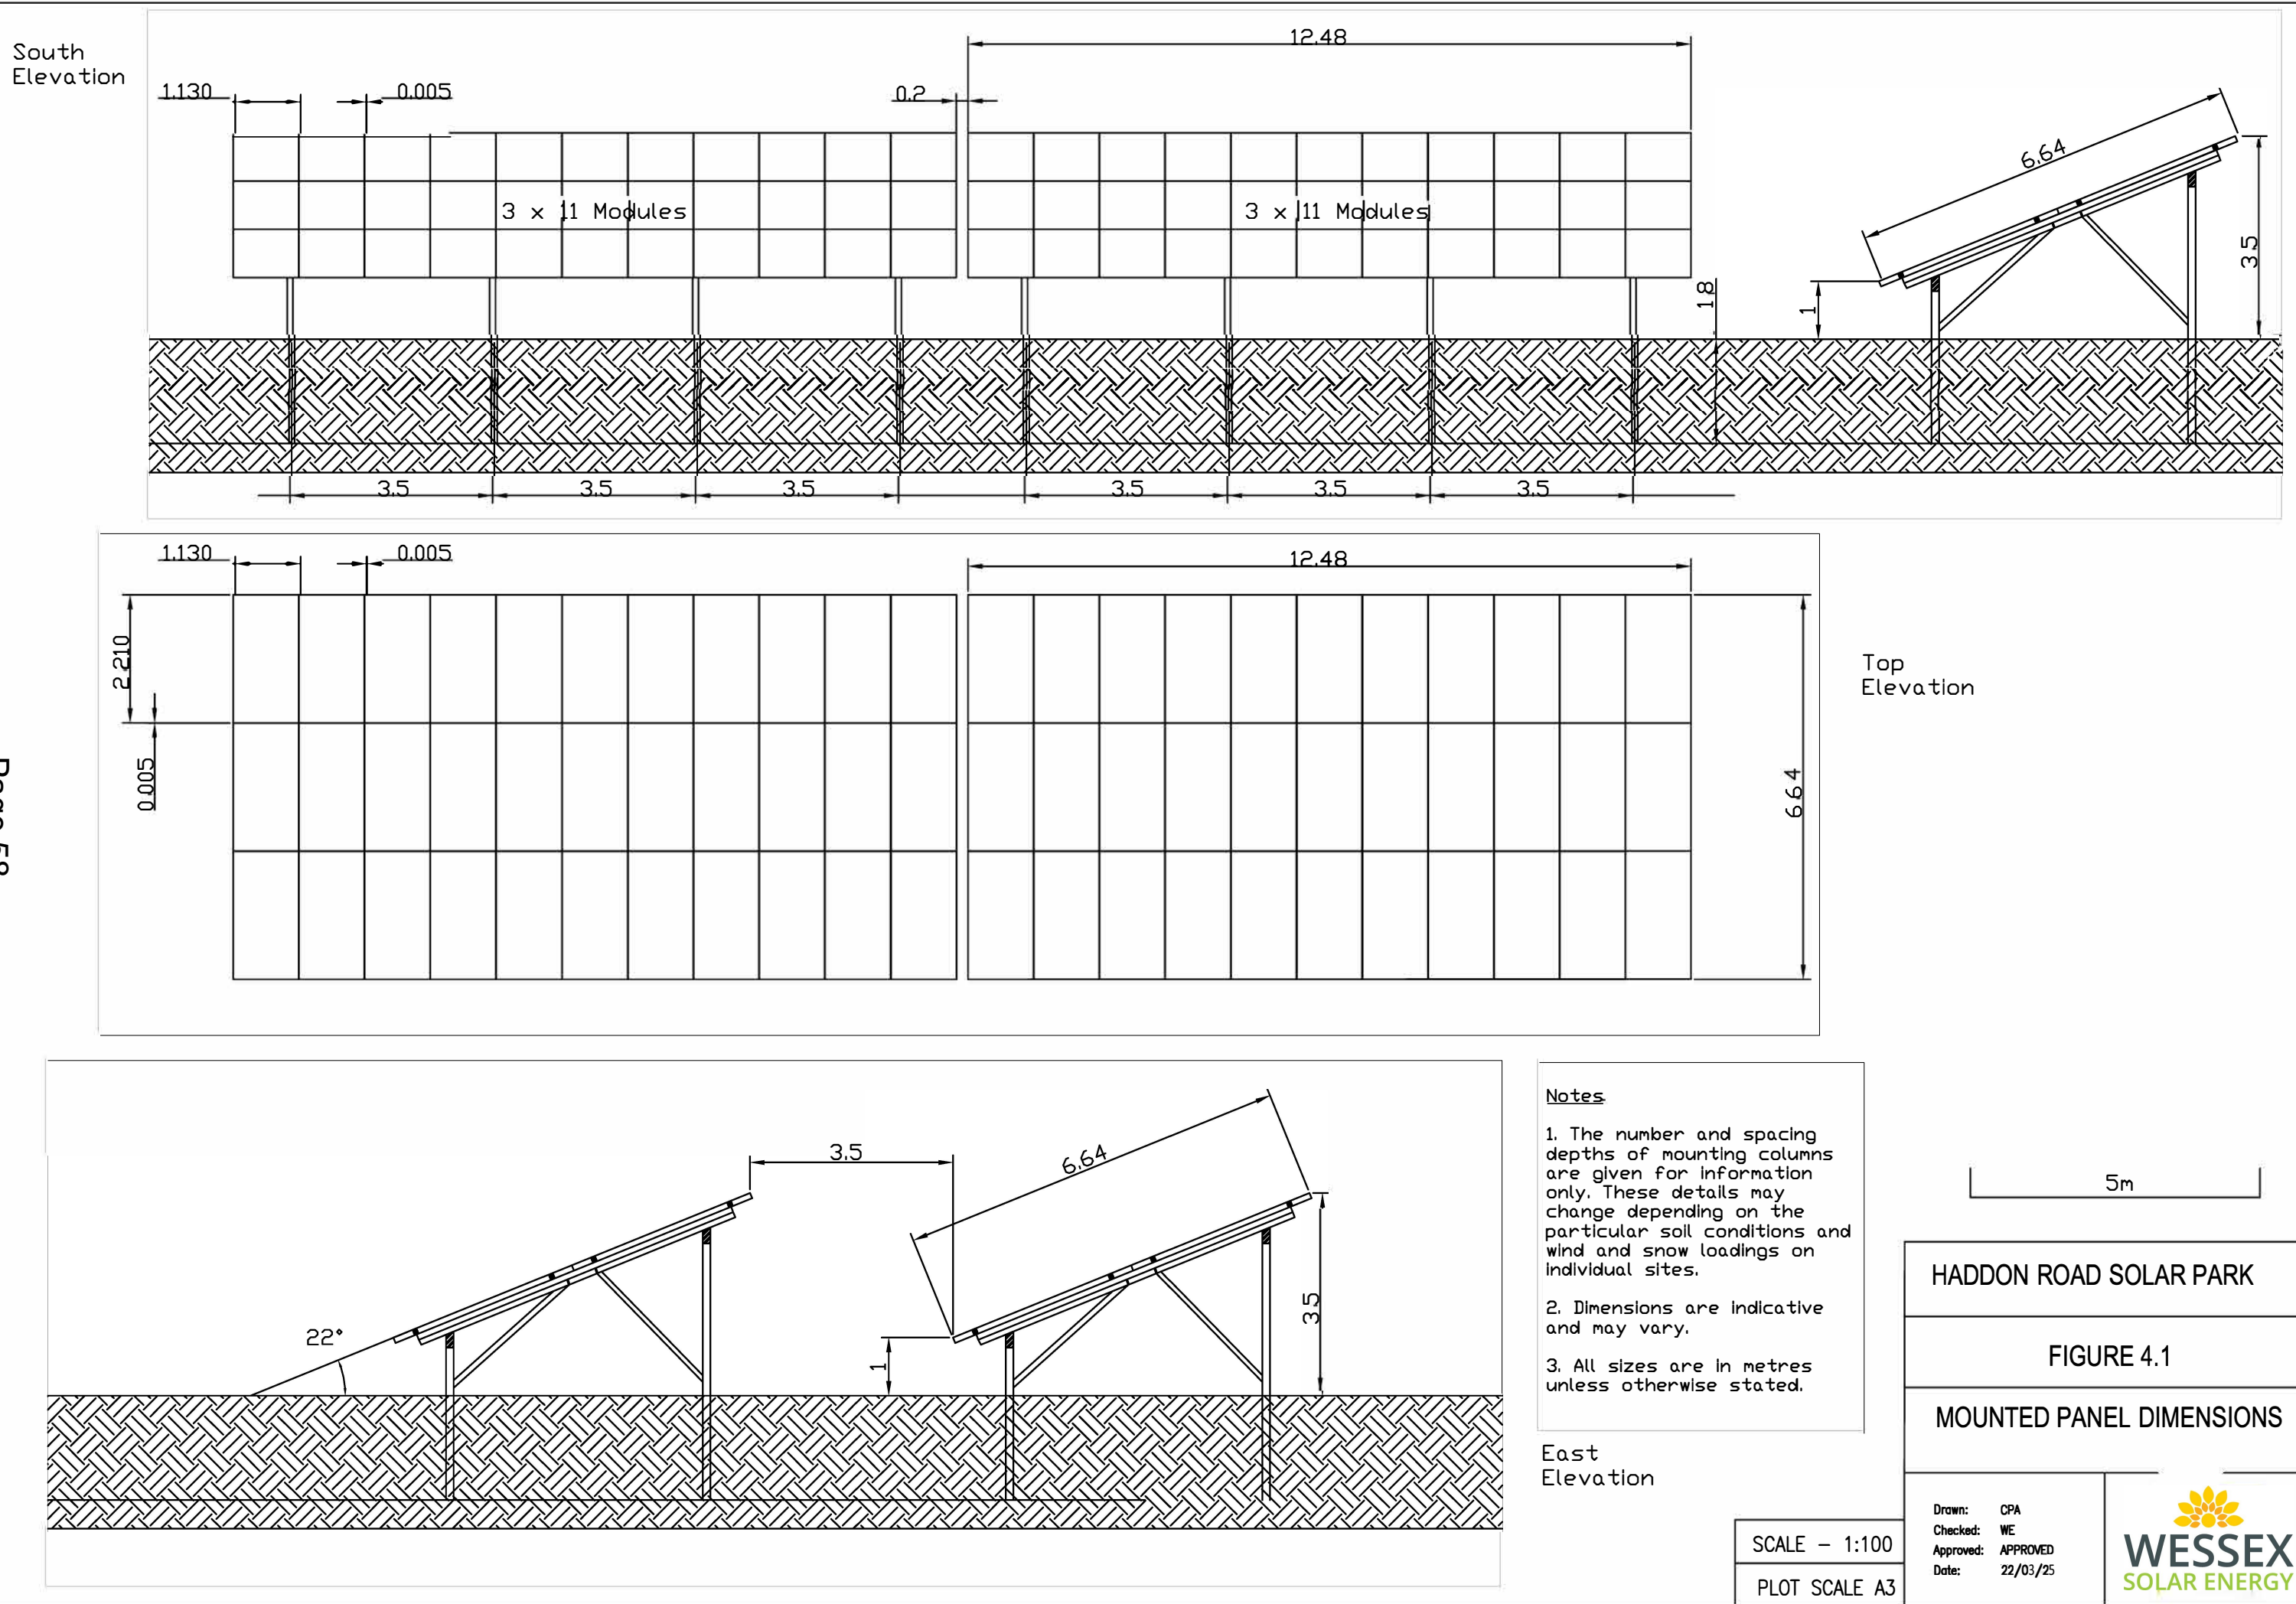 South
Elevation
12.48
1.130
0.005
0.2
6.64
3 x 11 Modules
3 x 11 Modules
3.5
1.8
1
3.5
3.5
3.5
3.5
3.5
3.5
1.130
0.005
12.48
2.210
0.005
6.64
Top
Elevation
3.5
6.64
22°
1
3.5
Notes
1. The number and spacing
depths of mounting columns
are given for information
only. These details may
change depending on the
particular soil conditions and
wind and snow loadings on
individual sites.
2. Dimensions are indicative
and may vary.
3. All sizes are in metres
unless otherwise stated.
East
Elevation
5m
HADDON ROAD SOLAR PARK
FIGURE 4.1
MOUNTED PANEL DIMENSIONS
SCALE - 1:100
PLOT SCALE A3
Drawn: CPA
Checked: WE
Approved: APPROVED
Date: 22/03/25
WESSEX
SOLAR ENERGY